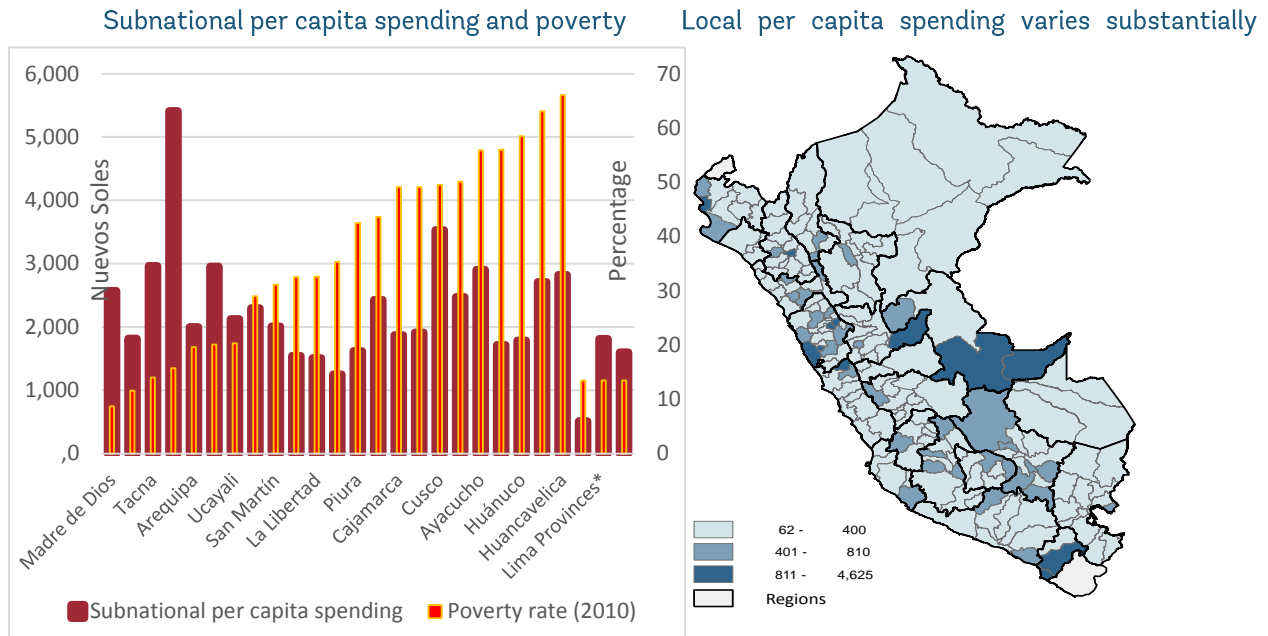 Subnational per capita spending and poverty
Local per capita spending varies substantially
6,000
5,000
4,000
3,000
2,000
1,000
,0
Nuevos Soles
70
60
50
40
30
20
10
0
Percentage
Madre de Dios
Tacna
Arequipa
Ucayali
San Martín
La Libertad
Piura
Cajamarca
Cusco
Ayacucho
Huánuco
Huancavelica
Lima Provinces*
Subnational per capita spending
Poverty rate (2010)
62 - 400
401 - 810
811 - 4,625
Regions